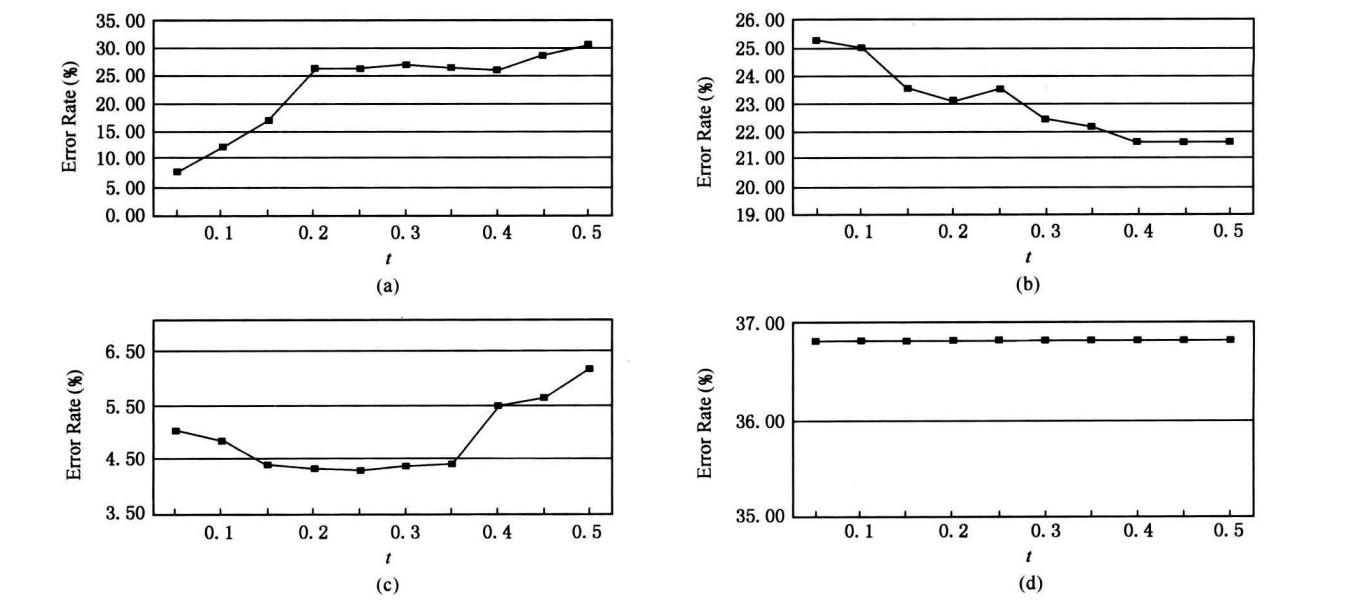 35.00
30.00
25.00
20.00
15.00
10.00
5.00
0.00
Error Rate (%)
0.1 0.2 0.3 0.4 0.5
t
(a)
26.00
25.00
24.00
23.00
22.00
21.00
20.00
19.00
Error Rate (%)
0.1 0.2 0.3 0.4 0.5
t
(b)
6.50
5.50
4.50
3.50
Error Rate (%)
0.1 0.2 0.3 0.4 0.5
t
(c)
37.00
36.00
35.00
Error Rate (%)
0.1 0.2 0.3 0.4 0.5
t
(d)